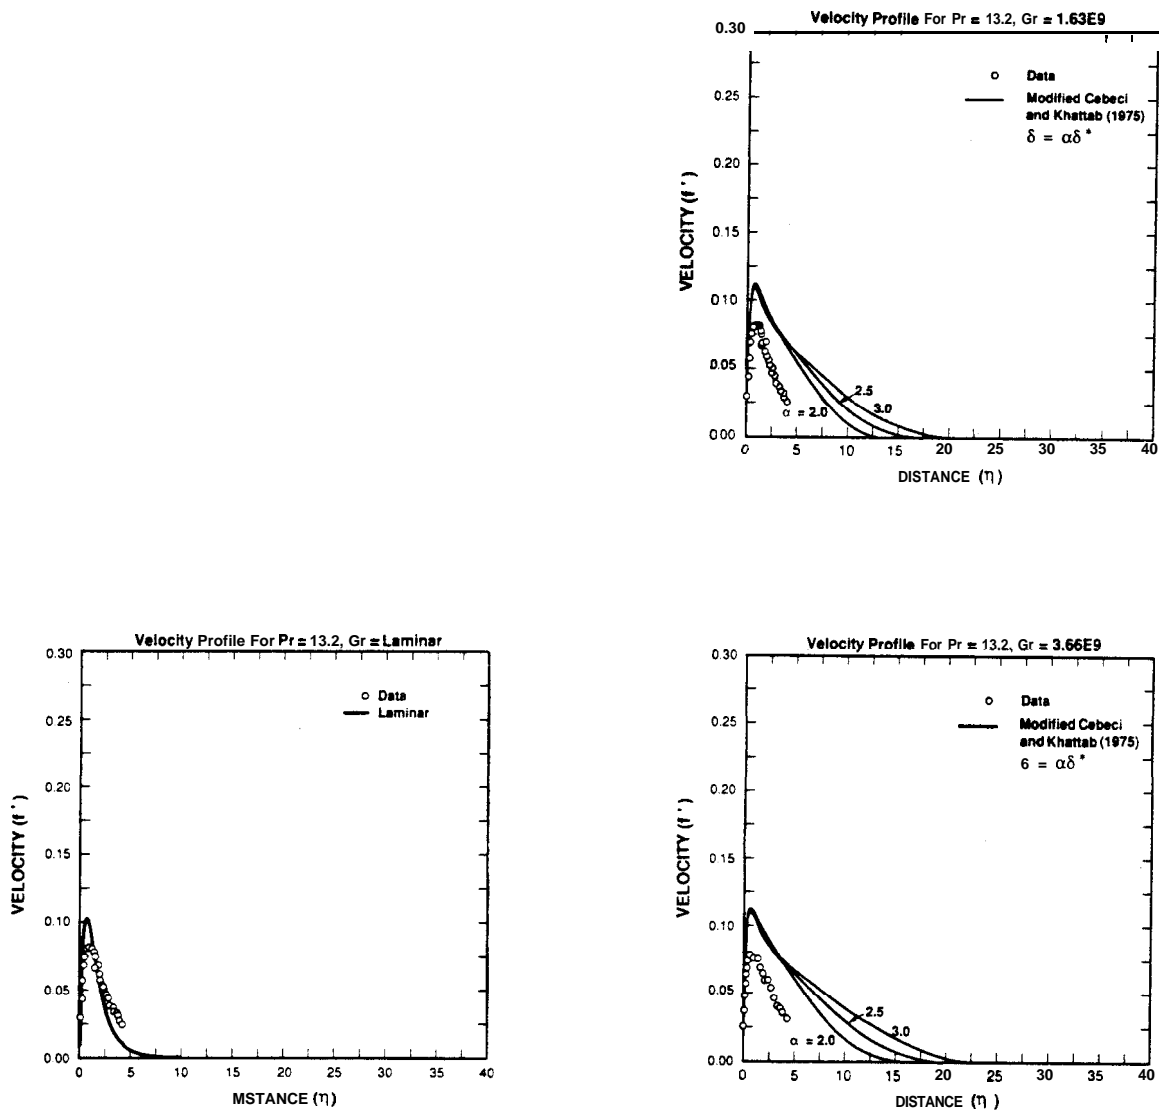 Velocity Profile For Pr = 13.2, Gr = 1.63E9
0.30
0.25
0.20
0.15
0.10
0.05
0.00
VELOCITY (f ')
Data
Modified Cebeci
and Khattab (1975)
δ = αδ*
2.5
3.0
α = 2.0
0 5 10 15 20 25 30 35 40
DISTANCE (η)
Velocity Profile For Pr = 13.2, Gr = Laminar
0.30
0.25
0.20
0.15
0.10
0.05
0.00
VELOCITY (f ')
Data
Laminar
0 5 10 15 20 25 30 35 40
MSTANCE (η)
Velocity Profile For Pr = 13.2, Gr = 3.66E9
0.30
0.25
0.20
0.15
0.10
0.05
0.00
VELOCITY (f ')
Data
Modified Cebeci
and Khattab (1975)
6 = αδ*
2.5
3.0
α = 2.0
0 5 10 15 20 25 30 35 40
DISTANCE (η)